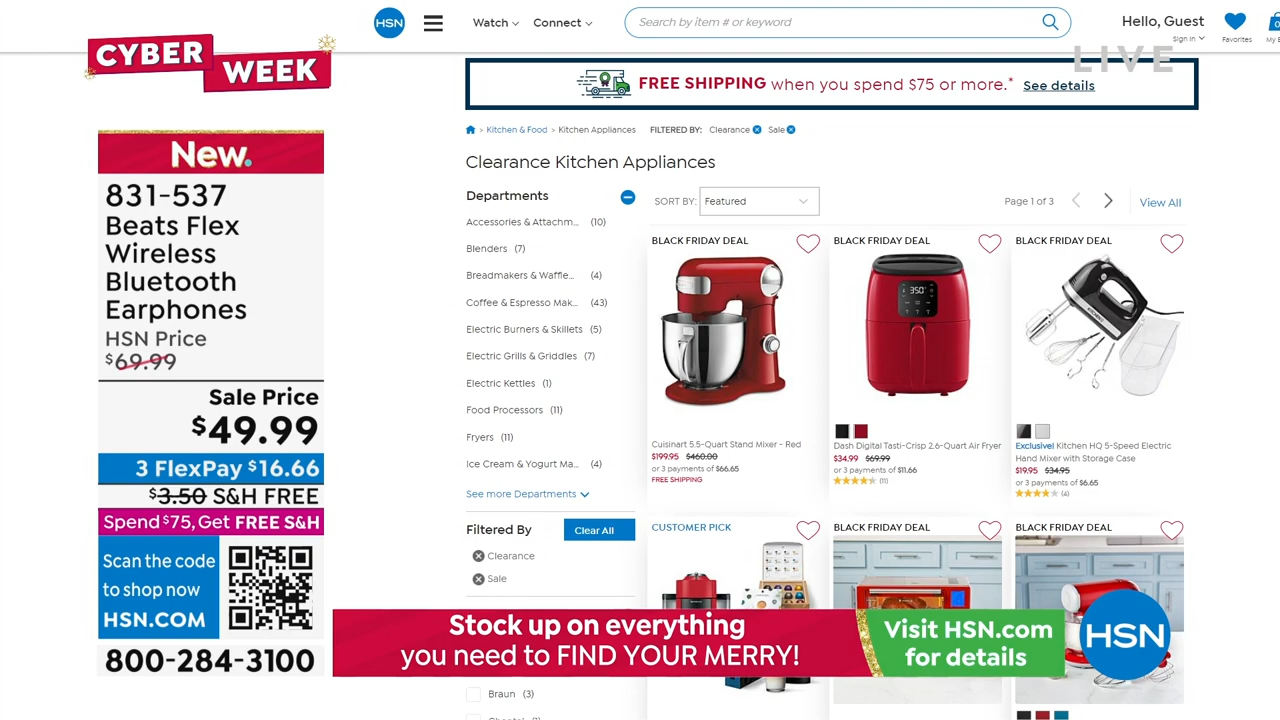 HSN
Watch
Connect
Search by item # or keyword
Hello, Guest
Sign In
Favorites
0
LIVE
CYBER
WEEK
FREE SHIPPING when you spend $75 or more.* See details
New.
831-537
Beats Flex
Wireless
Bluetooth
Earphones
HSN Price
$69.99
Sale Price
$49.99
3 FlexPay $16.66
$3.50 S&H FREE
Spend $75, Get FREE S&H
Scan the code
to shop now
HSN.COM
800-284-3100
> Kitchen & Food > Kitchen Appliances FILTERED BY: Clearance Sale
Clearance Kitchen Appliances
Departments
Accessories & Attachm... (10)
Blenders (7)
Breadmakers & Waffle... (4)
Coffee & Espresso Mak... (43)
Electric Burners & Skillets (5)
Electric Grills & Griddles (7)
Electric Kettles (1)
Food Processors (11)
Fryers (11)
Ice Cream & Yogurt Ma... (4)
See more Departments
Filtered By
Clear All
Clearance
Sale
Braun (3)
SORT BY: Featured
Page 1 of 3
View All
BLACK FRIDAY DEAL
Cuisinart 5.5-Quart Stand Mixer - Red
$199.95 $460.00
or 3 payments of $66.65
FREE SHIPPING
BLACK FRIDAY DEAL
350°
Dash Digital Tasti-Crisp 2.6-Quart Air Fryer
$34.99 $69.99
or 3 payments of $11.66
(11)
BLACK FRIDAY DEAL
Exclusive! Kitchen HQ 5-Speed Electric
Hand Mixer with Storage Case
$19.95 $34.95
or 3 payments of $6.65
(4)
CUSTOMER PICK
BLACK FRIDAY DEAL
BLACK FRIDAY DEAL
Stock up on everything
you need to FIND YOUR MERRY!
Visit HSN.com
for details
HSN